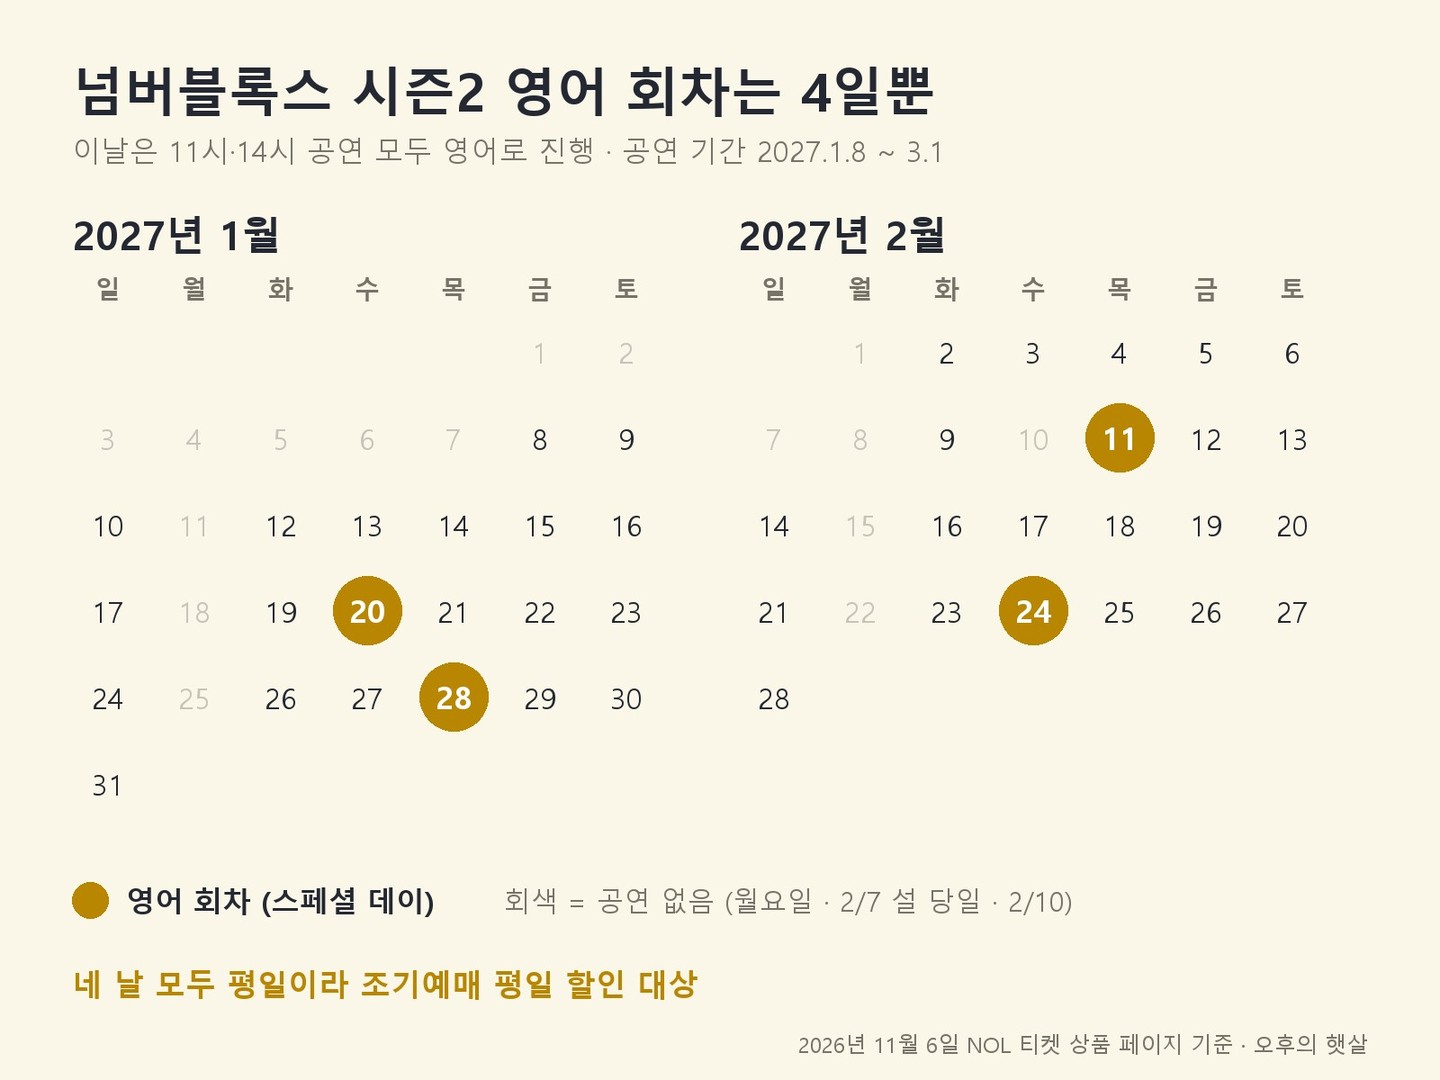 넘버블록스 시즌2 영어 회차는 4일뿐
이날은 11시·14시 공연 모두 영어로 진행 · 공연 기간 2027.1.8 ~ 3.1
2027년 1월
일 월 화 수 목 금 토
1 2
3 4 5 6 7 8 9
10 11 12 13 14 15 16
17 18 19 20 21 22 23
24 25 26 27 28 29 30
31
2027년 2월
일 월 화 수 목 금 토
1 2 3 4 5 6
7 8 9 10 11 12 13
14 15 16 17 18 19 20
21 22 23 24 25 26 27
28
영어 회차 (스페셜 데이)
회색 = 공연 없음 (월요일 · 2/7 설 당일 · 2/10)
네 날 모두 평일이라 조기예매 평일 할인 대상
2026년 11월 6일 NOL 티켓 상품 페이지 기준 · 오후의 햇살